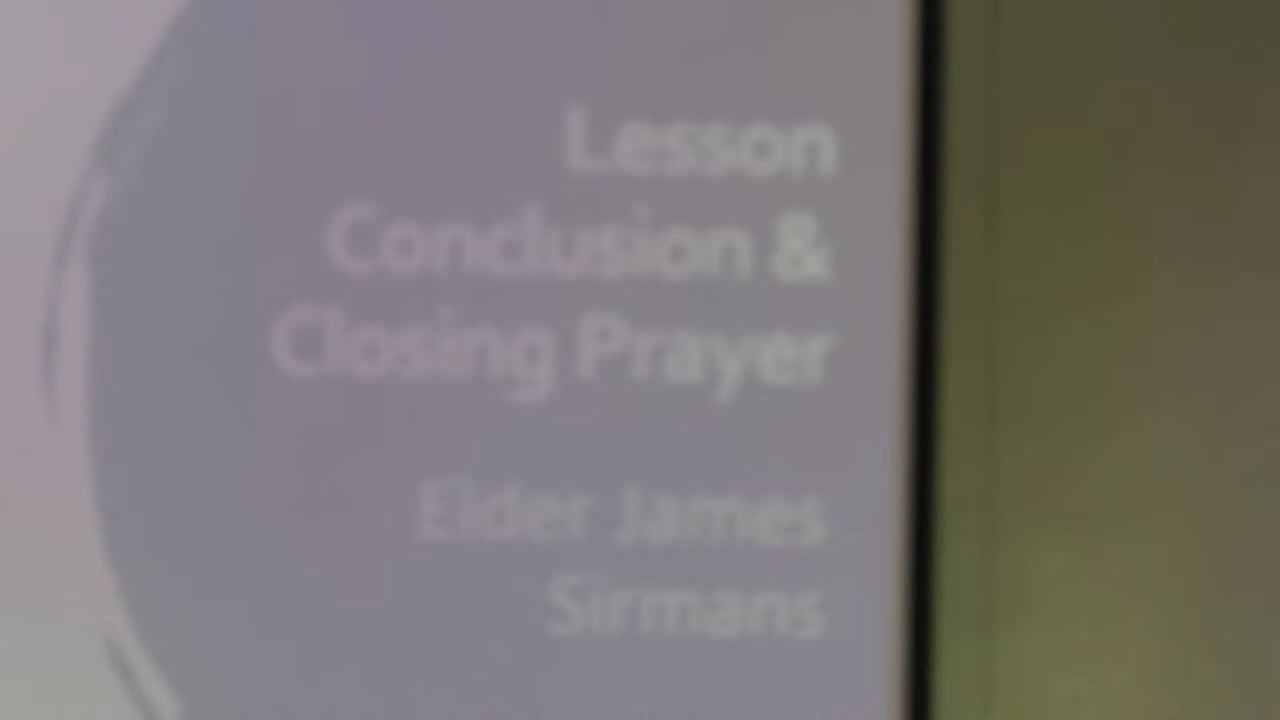 Lesson
Conclusion &
Closing Prayer
Elder James
Sirmans